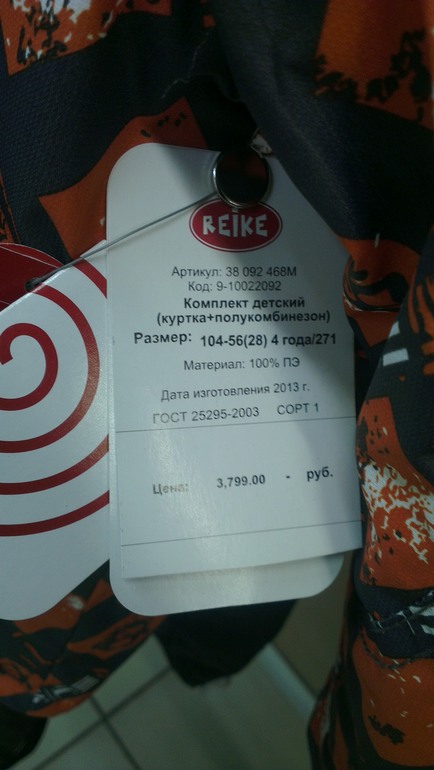 REIKE
Артикул: 38 092 468М
Код: 9-10022092
Комплект детский
(куртка+полукомбинезон)
Размер: 104-56(28) 4 года/271
Материал: 100% ПЭ
Дата изготовления 2013 г.
ГОСТ 25295-2003 СОРТ 1
Цена: 3,799.00 - руб.